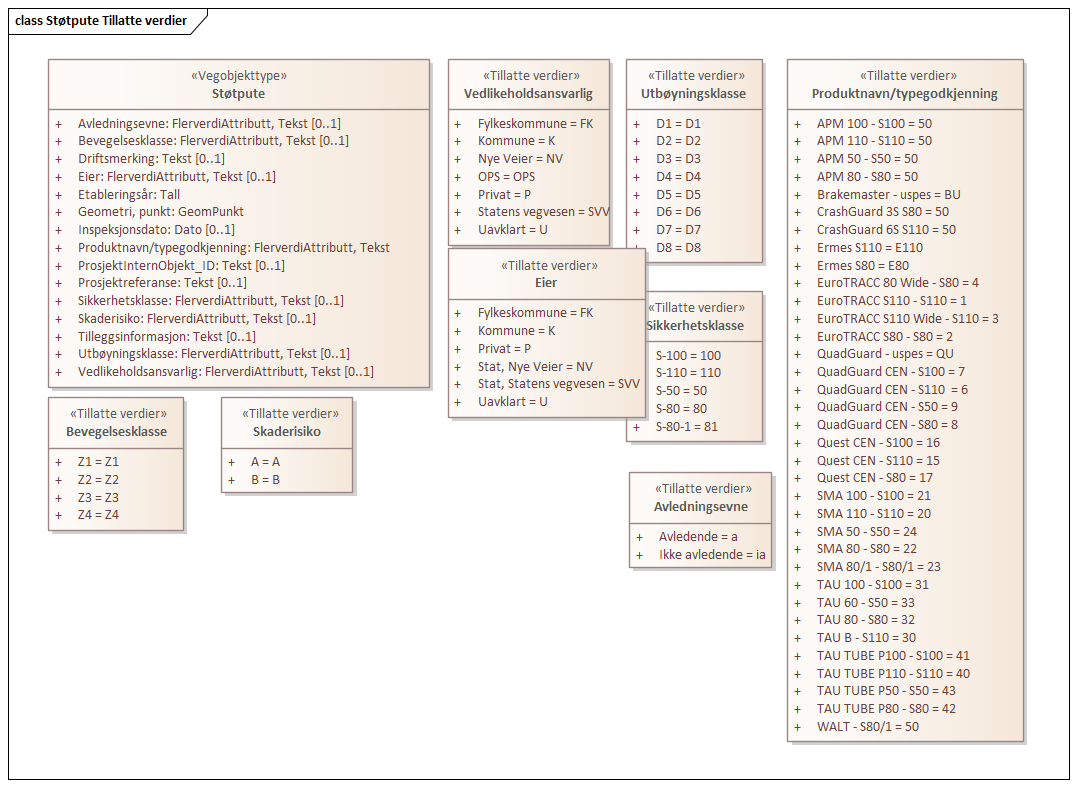 class Støtpute Tillatte verdier
«Vegobjekttype»
Støtpute
+ Avledningsevne: FlerverdiAttributt, Tekst [0..1]
+ Bevegelsesklasse: FlerverdiAttributt, Tekst [0..1]
+ Driftsmerking: Tekst [0..1]
+ Eier: FlerverdiAttributt, Tekst [0..1]
+ Etableringsår: Tall
+ Geometri, punkt: GeomPunkt
+ Inspeksjonsdato: Dato [0..1]
+ Produktnavn/typegodkjenning: FlerverdiAttributt, Tekst
+ ProsjektInternObjekt_ID: Tekst [0..1]
+ Prosjektreferanse: Tekst [0..1]
+ Sikkerhetsklasse: FlerverdiAttributt, Tekst [0..1]
+ Skaderisiko: FlerverdiAttributt, Tekst [0..1]
+ Tilleggsinformasjon: Tekst [0..1]
+ Utbøyningsklasse: FlerverdiAttributt, Tekst [0..1]
+ Vedlikeholdsansvarlig: FlerverdiAttributt, Tekst [0..1]
«Tillatte verdier»
Vedlikeholdsansvarlig
+ Fylkeskommune = FK
+ Kommune = K
+ Nye Veier = NV
+ OPS = OPS
+ Privat = P
+ Statens vegvesen = SVV
+ Uavklart = U
«Tillatte verdier»
Utbøyningsklasse
+ D1 = D1
+ D2 = D2
+ D3 = D3
+ D4 = D4
+ D5 = D5
+ D6 = D6
+ D7 = D7
+ D8 = D8
«Tillatte verdier»
Produktnavn/typegodkjenning
+ APM 100 - S100 = 50
+ APM 110 - S110 = 50
+ APM 50 - S50 = 50
+ APM 80 - S80 = 50
+ Brakemaster - uspes = BU
+ CrashGuard 3S S80 = 50
+ CrashGuard 6S S110 = 50
+ Ermes S110 = E110
+ Ermes S80 = E80
+ EuroTRACC 80 Wide - S80 = 4
+ EuroTRACC S110 - S110 = 1
+ EuroTRACC S110 Wide - S110 = 3
+ EuroTRACC S80 - S80 = 2
+ QuadGuard - uspes = QU
+ QuadGuard CEN - S100 = 7
+ QuadGuard CEN - S110  = 6
+ QuadGuard CEN - S50 = 9
+ QuadGuard CEN - S80 = 8
+ Quest CEN - S100 = 16
+ Quest CEN - S110 = 15
+ Quest CEN - S80 = 17
+ SMA 100 - S100 = 21
+ SMA 110 - S110 = 20
+ SMA 50 - S50 = 24
+ SMA 80 - S80 = 22
+ SMA 80/1 - S80/1 = 23
+ TAU 100 - S100 = 31
+ TAU 60 - S50 = 33
+ TAU 80 - S80 = 32
+ TAU B - S110 = 30
+ TAU TUBE P100 - S100 = 41
+ TAU TUBE P110 - S110 = 40
+ TAU TUBE P50 - S50 = 43
+ TAU TUBE P80 - S80 = 42
+ WALT - S80/1 = 50
«Tillatte verdier»
Eier
+ Fylkeskommune = FK
+ Kommune = K
+ Privat = P
+ Stat, Nye Veier = NV
+ Stat, Statens vegvesen = SVV
+ Uavklart = U
«Tillatte verdier»
Sikkerhetsklasse
S-100 = 100
S-110 = 110
S-50 = 50
S-80 = 80
+ S-80-1 = 81
«Tillatte verdier»
Bevegelsesklasse
+ Z1 = Z1
+ Z2 = Z2
+ Z3 = Z3
+ Z4 = Z4
«Tillatte verdier»
Skaderisiko
+ A = A
+ B = B
«Tillatte verdier»
Avledningsevne
+ Avledende = a
+ Ikke avledende = ia